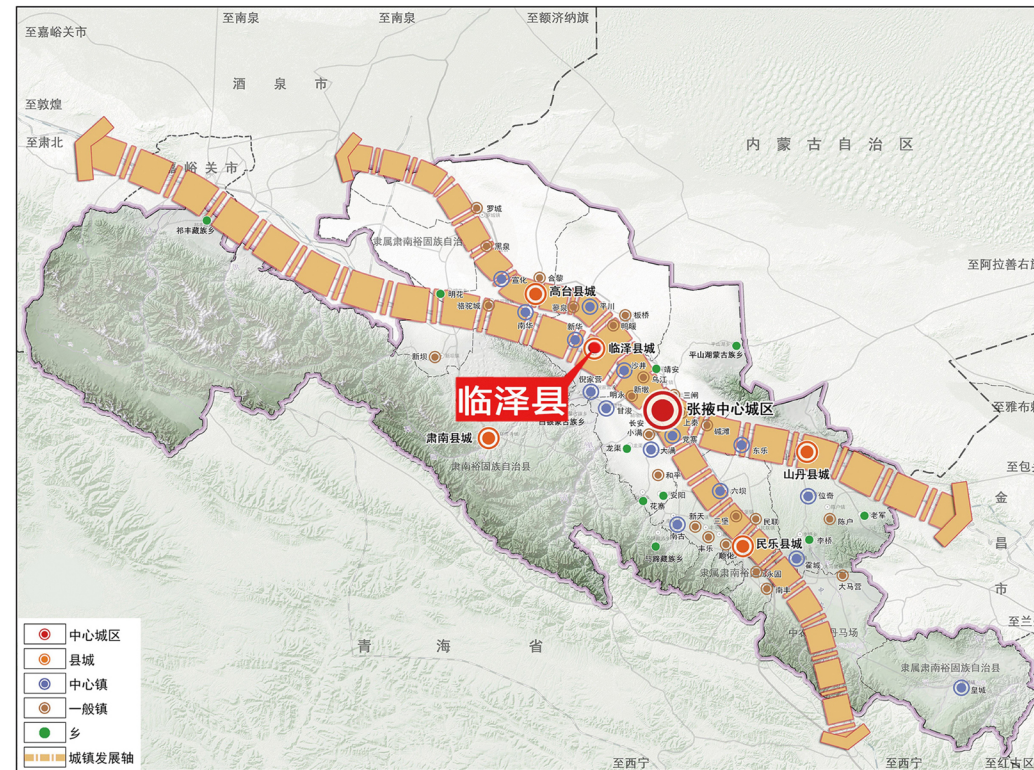 至南泉
至南泉
至额济纳旗
至嘉峪关市
酒泉市
至敦煌
至肃北
内蒙古自治区
嘉峪关市
罗城
祁丰藏族乡
隶属肃南裕固族自治
黑泉
至阿拉善右旗
宣化
合黎
高台县城
明花
骆驼城
平川
南华
新华
板桥
鸭暖
临泽县城
平山湖蒙古族乡
新坝
沙井
靖安
乌江
倪家营
新墩
明永
三闸
临泽县
甘浚
张掖中心城区
至雅布赖
长安
上秦
碱滩
小满
党寨
肃南县城
龙渠
大满
东乐
山丹县城
肃南裕固族自治县
和平
至包头
六坝
位奇
安阳
花寨
金昌市
老军
陈户
新天
三堡
民联
南古
丰乐
民乐县城
李桥
顺化
马蹄藏族乡
霍城
永固
大马营
南丰
至兰
青海省
隶属肃南裕固族自治县
皇城
中心城区
县城
中心镇
一般镇
乡
城镇发展轴
至西宁
至西宁
至红古区